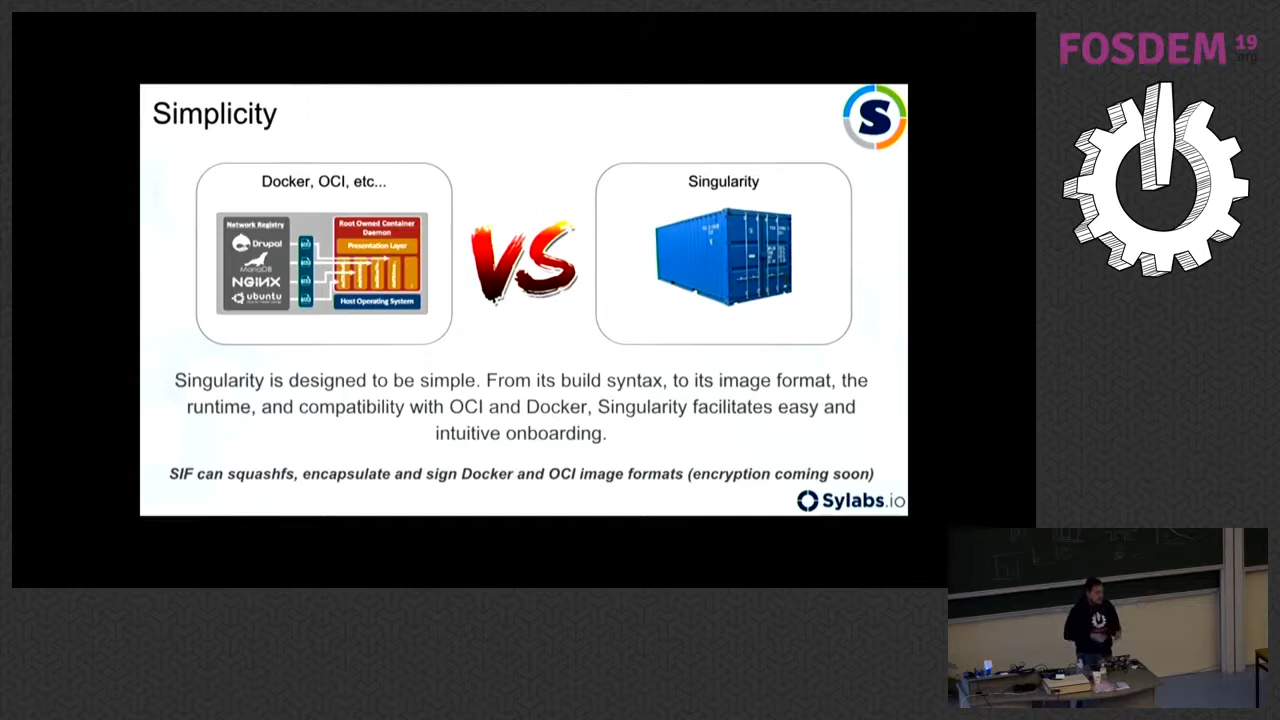 FOSDEM 19
.org
Simplicity
S
Docker, OCI, etc...
Network Registry
Drupal
MariaDB
NGINX
ubuntu
Root Owned Container
Daemon
Presentation Layer
Host Operating System
VS
Singularity
Singularity is designed to be simple. From its build syntax, to its image format, the
runtime, and compatibility with OCI and Docker, Singularity facilitates easy and
intuitive onboarding.
SIF can squashfs, encapsulate and sign Docker and OCI image formats (encryption coming soon)
Sylabs.io